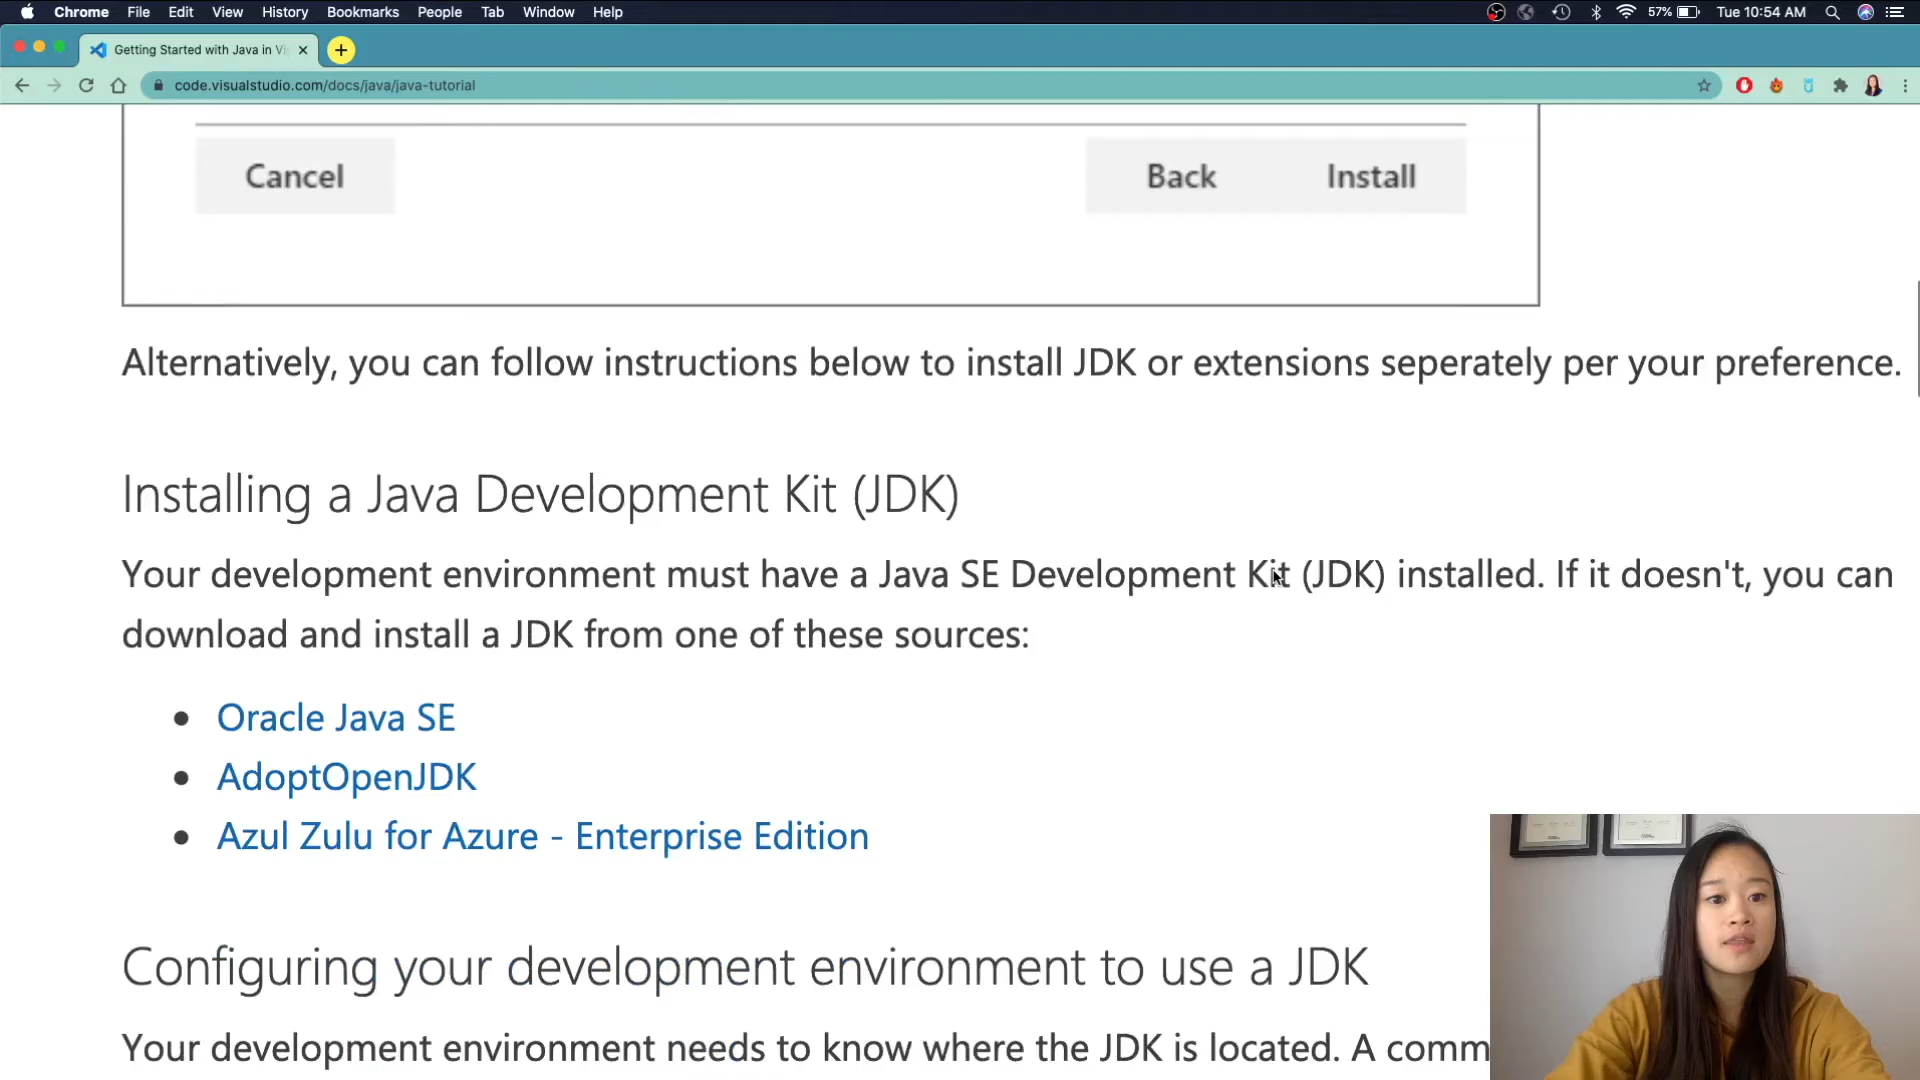 Chrome File Edit View History Bookmarks People Tab Window Help 57% Tue 10:54 AM
Getting Started with Java in Vi
code.visualstudio.com/docs/java/java-tutorial
Cancel Back Install
Alternatively, you can follow instructions below to install JDK or extensions seperately per your preference.
Installing a Java Development Kit (JDK)
Your development environment must have a Java SE Development Kit (JDK) installed. If it doesn't, you can
download and install a JDK from one of these sources:
• Oracle Java SE
• AdoptOpenJDK
• Azul Zulu for Azure - Enterprise Edition
Configuring your development environment to use a JDK
Your development environment needs to know where the JDK is located. A comm